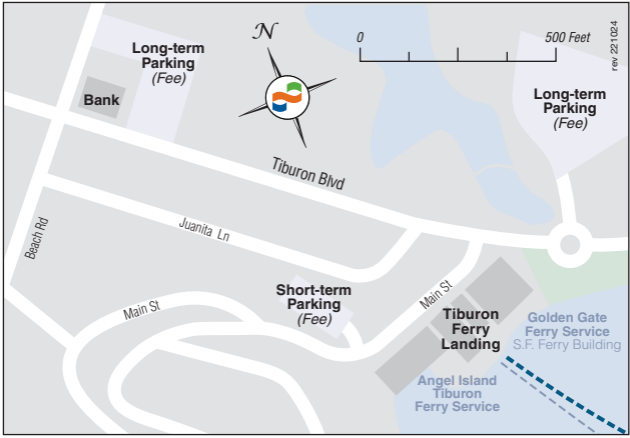 Long-term
Parking
(Fee)
Bank
N
0
500 Feet
rev 221024
Long-term
Parking
(Fee)
Tiburon Blvd
Juanita Ln
Beach Rd
Main St
Short-term
Parking
(Fee)
Main St
Tiburon
Ferry
Landing
Golden Gate
Ferry Service
S.F. Ferry Building
Angel Island
Tiburon
Ferry Service